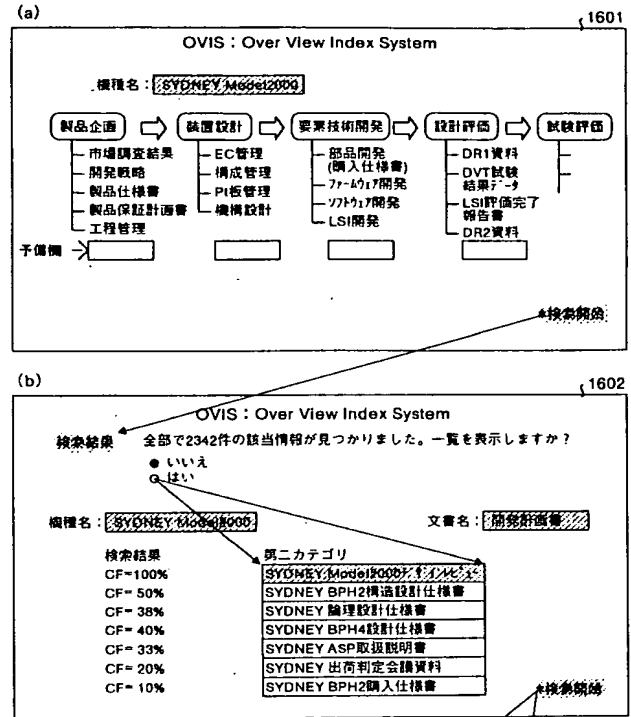 (a)
1601
OVIS：Over View Index System
機種名： SYDNEY Model2000
製品企画 装置設計 要素技術開発 設計評価 試験評価
市場調査結果
開発戦略
製品仕様書
製品保証計画書
工程管理
EC管理
構成管理
PI板管理
機構設計
部品開発
(購入仕様書)
ファームウェア開発
ソフトウェア開発
LSI開発
DR1資料
DVT試験
結果データ
LSI評価完了
報告書
DR2資料
予備欄
*検索開始
(b)
1602
OVIS：Over View Index System
検索結果 全部で2342件の該当情報が見つかりました。一覧を表示しますか？
● いいえ
○ はい
機種名： SYDNEY Model2000 文書名： 開発計画書
検索結果 第二カテゴリ
CF=100% SYDNEY Model2000
CF= 50% SYDNEY BPH2構造設計仕様書
CF= 38% SYDNEY 論理設計仕様書
CF= 40% SYDNEY BPH4設計仕様書
CF= 33% SYDNEY ASP取扱説明書
CF= 20% SYDNEY 出荷判定会議資料
CF= 10% SYDNEY BPH2購入仕様書
*検索開始